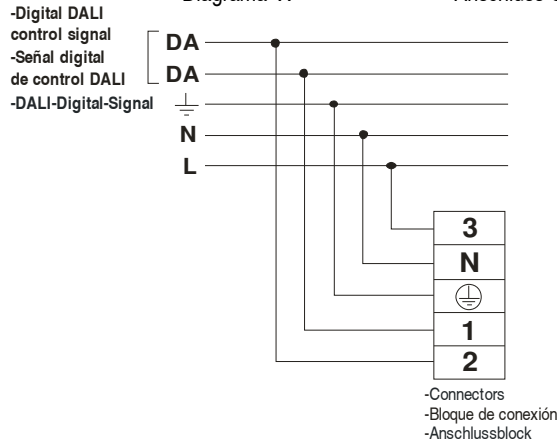 Diagrama
-Digital DALI
control signal
-Señal digital
de control DALI
-DALI-Digital-Signal
DA
DA
N
L
3
N
1
2
-Connectors
-Bloque de conexión
-Anschlussblock